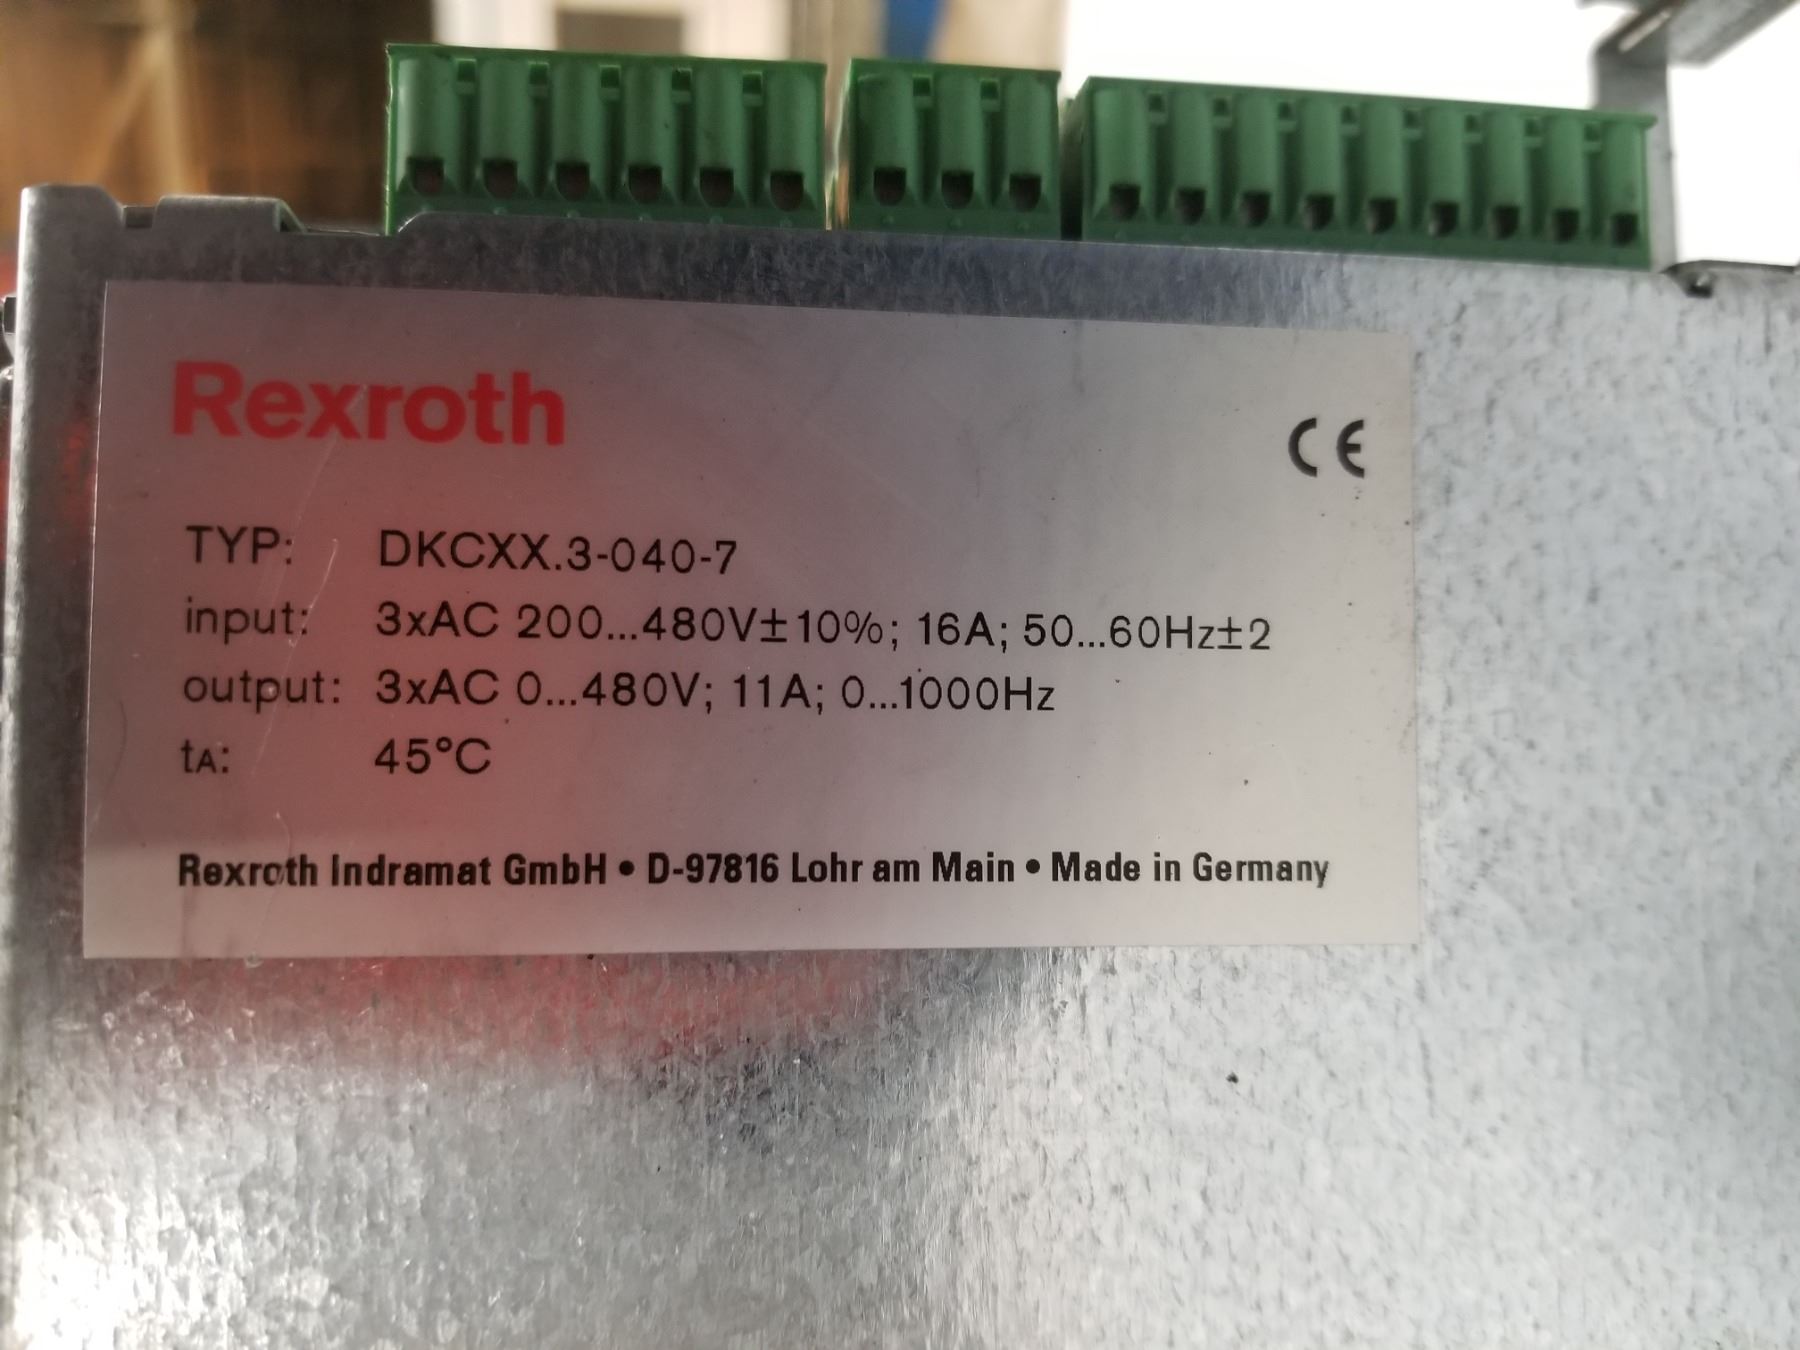 Rexroth
CE
TYP: DKCXX.3-040-7
input: 3xAC 200...480V±10%; 16A; 50...60Hz±2
output: 3xAC 0...480V; 11A; 0...1000Hz
tA: 45°C
Rexroth Indramat GmbH • D-97816 Lohr am Main • Made in Germany